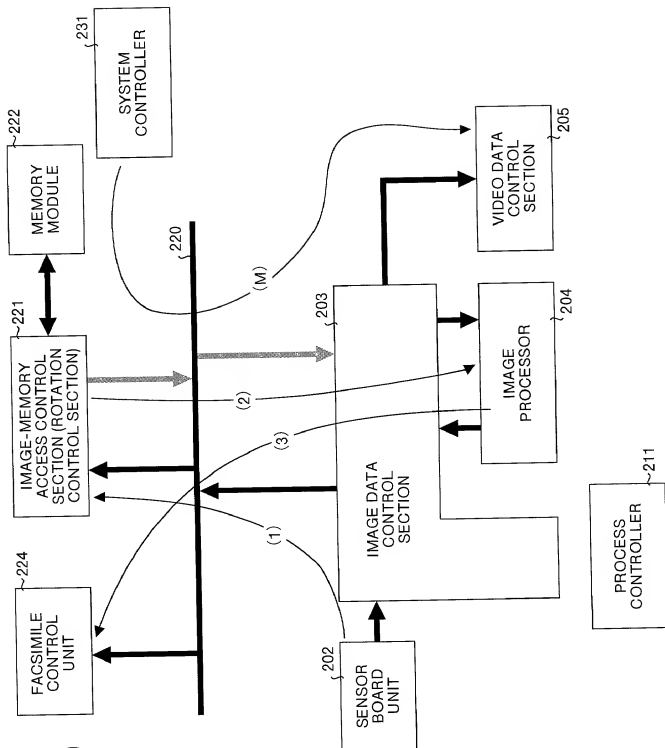 231
SYSTEM
CONTROLLER
222
MEMORY
MODULE
221
IMAGE-MEMORY
ACCESS CONTROL
SECTION (ROTATION
CONTROL SECTION)
224
FACSIMILE
CONTROL
UNIT
220
(M)
(2)
(3)
(1)
203
IMAGE DATA
CONTROL
SECTION
202
SENSOR
BOARD
UNIT
205
VIDEO DATA
CONTROL
SECTION
204
IMAGE
PROCESSOR
211
PROCESS
CONTROLLER